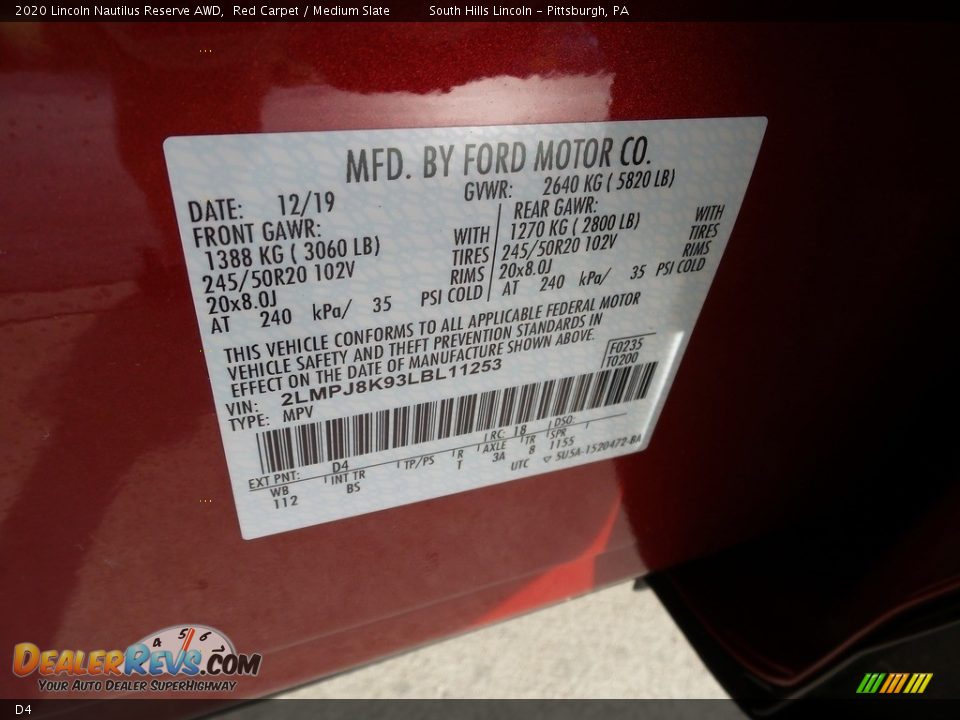 2020 Lincoln Nautilus Reserve AWD, Red Carpet / Medium Slate South Hills Lincoln - Pittsburgh, PA
MFD. BY FORD MOTOR CO.
DATE: 12/19 GVWR: 2640 KG ( 5820 LB)
FRONT GAWR: REAR GAWR:
1388 KG ( 3060 LB) WITH 1270 KG ( 2800 LB) WITH
245/50R20 102V TIRES 245/50R20 102V TIRES
20x8.0J RIMS 20x8.0J RIMS
AT 240 kPa/ 35 PSI COLD AT 240 kPa/ 35 PSI COLD
THIS VEHICLE CONFORMS TO ALL APPLICABLE FEDERAL MOTOR
VEHICLE SAFETY AND THEFT PREVENTION STANDARDS IN
EFFECT ON THE DATE OF MANUFACTURE SHOWN ABOVE.
F0235
T0200
VIN: 2LMPJ8K93LBL11253
TYPE: MPV
EXT PNT: D4 RC: 18 DSO:
WB INT TR TP/PS R AXLE TR SPR
112 BS T 3A 8 1155
UTC ▽ 5U5A-1520472-BA
4 5 6 7
DEALERREVS.COM
YOUR AUTO DEALER SUPERHIGHWAY
D4